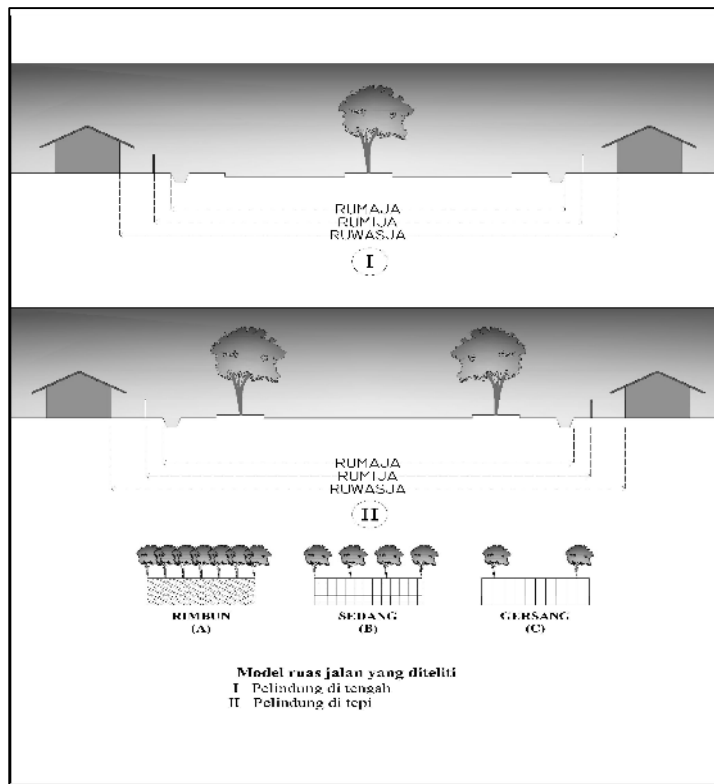 RUMAJA
RUMIJA
RUWASJA
I
RUMAJA
RUMIJA
RUWASJA
II
RIMBUN SEDANG GERSANG
(A) (B) (C)
Model ruas jalan yang diteliti
I Pelindung di tengah
II Pelindung di tepi